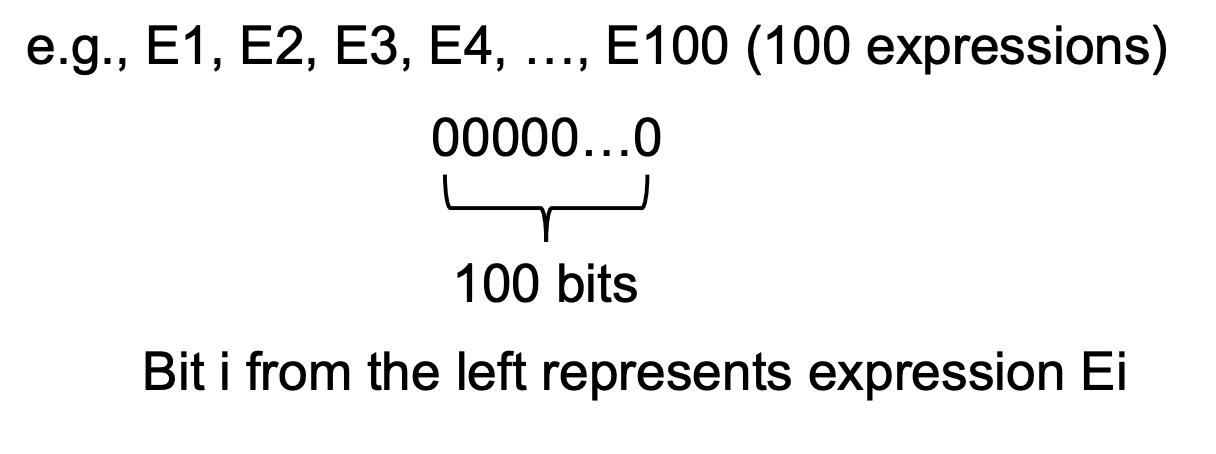 e.g., E1, E2, E3, E4, …, E100 (100 expressions)
00000…0
100 bits
Bit i from the left represents expression Ei